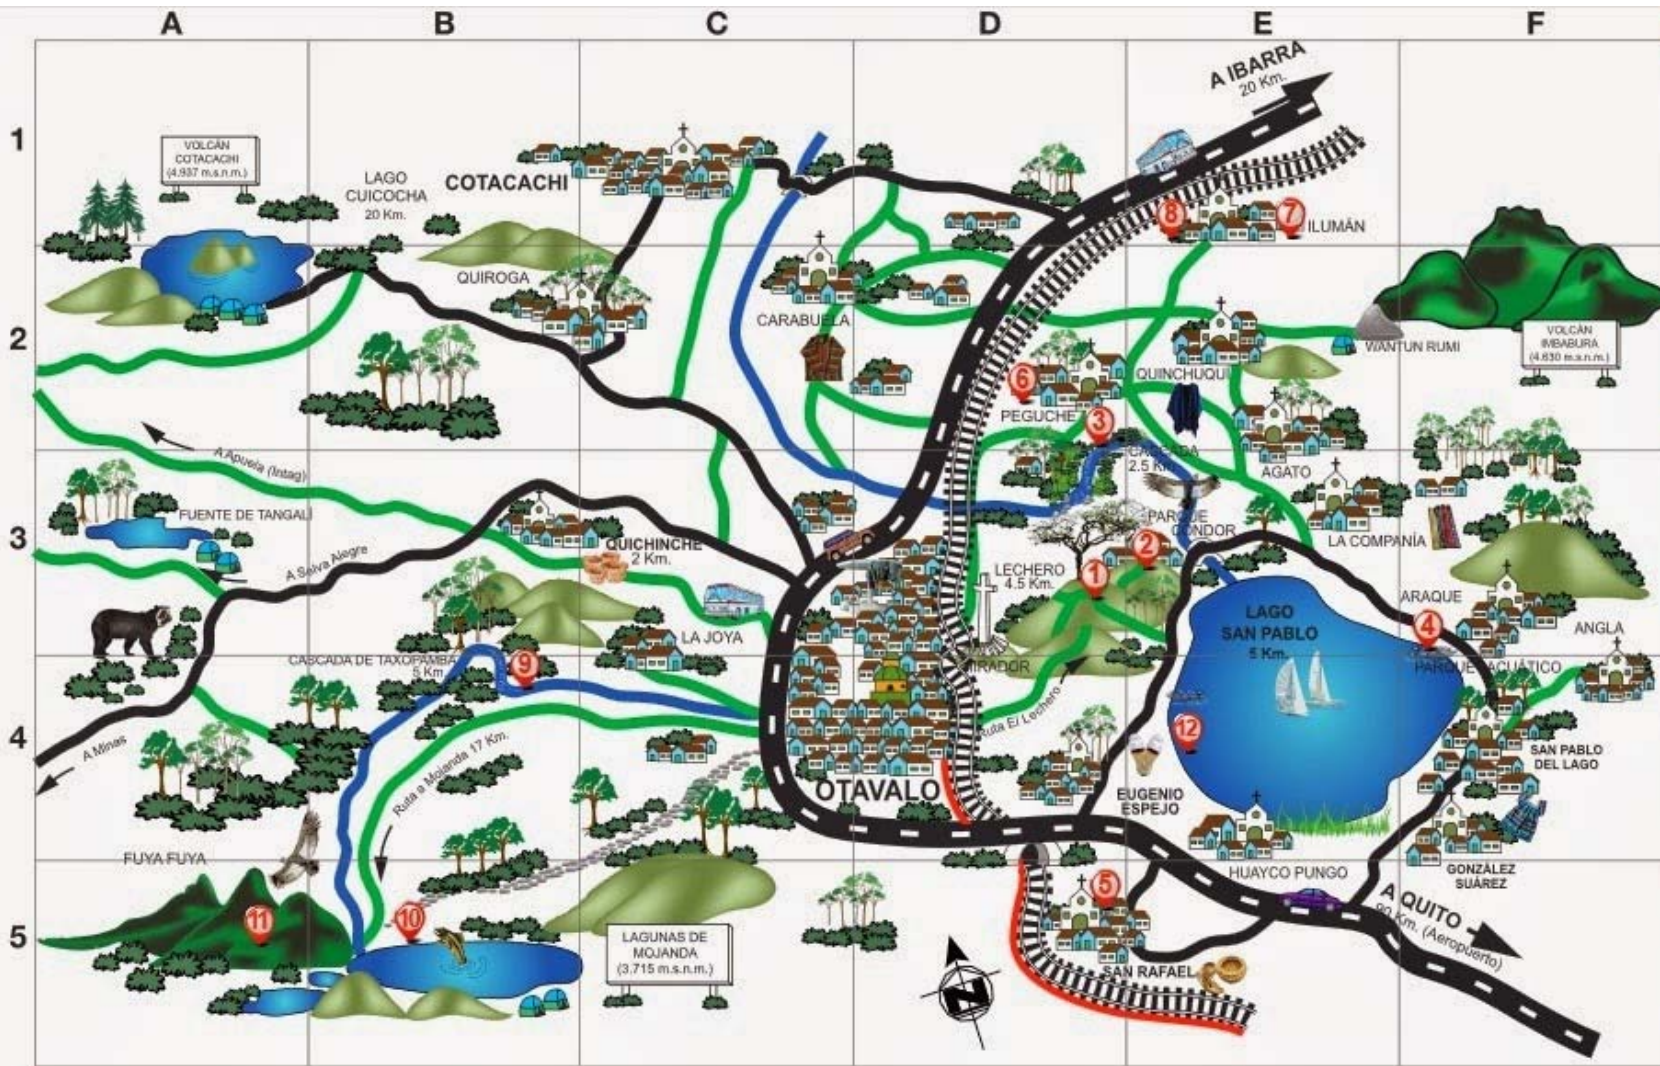 A B C D E F
1
A IBARRA
20 Km.
VOLCÁN
COTACACHI
(4.937 m.s.n.m.)
LAGO
CUICOCHA
20 Km.
COTACACHI
8
7
ILUMÁN
2
QUIROGA
CARABUELA
WANTUN RUMI
VOLCÁN
IMBABURA
(4.630 m.s.n.m.)
6
PEGUCHE
QUINCHUQUI
3
CASCADA
2.5 Km.
AGATO
A Apuela (Intag)
3
FUENTE DE TANGALÍ
QUICHINCHE
2 Km.
PARQUE
CONDOR
2
LA COMPANÍA
A Selva Alegre
LECHERO
4.5 Km.
1
LAGO
SAN PABLO
5 Km.
ARAQUE
4
ANGLA
LA JOYA
CASCADA DE TAXOPAMBA
5 Km.
9
MIRADOR
PARQUE ACUÁTICO
4
A Minas
Ruta a Mojanda 17 Km.
Ruta El Lechero
12
SAN PABLO
DEL LAGO
OTAVALO
EUGENIO
ESPEJO
FUYA FUYA
HUAYCO PUNGO
GONZÁLEZ
SUÁREZ
5
11
10
5
LAGUNAS DE
MOJANDA
(3.715 m.s.n.m.)
N
SAN RAFAEL
A QUITO
Km. (Aeropuerto)